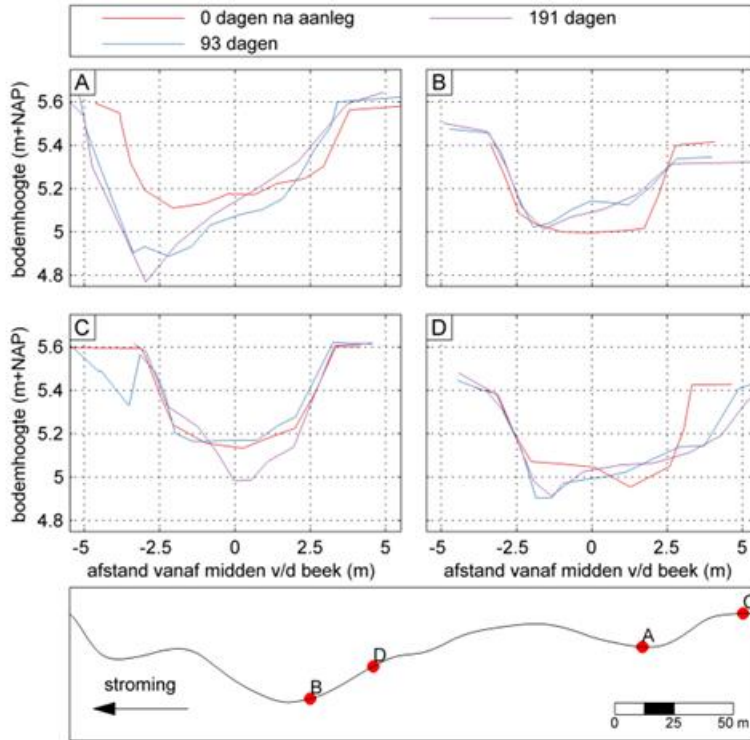 0 dagen na aanleg
191 dagen
93 dagen
A
B
5.6
5.4
5.2
5
4.8
bodemhoogte (m+NAP)
C
D
5.6
5.4
5.2
5
4.8
bodemhoogte (m+NAP)
-5 -2.5 0 2.5 5
-5 -2.5 0 2.5 5
afstand vanaf midden v/d beek (m)
afstand vanaf midden v/d beek (m)
C
A
D
B
stroming
0 25 50 m